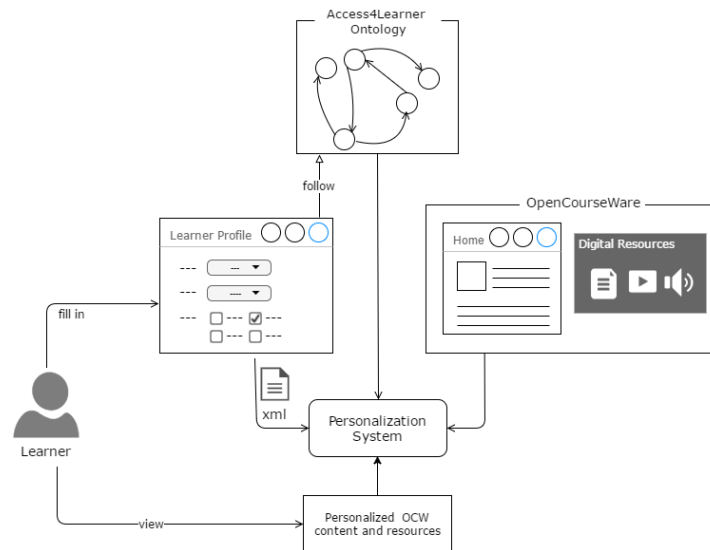 Access4Learner
Ontology
follow
OpenCourseWare
Learner Profile
Home
Digital Resources
---
---
---
----
---
--- ---
--- ---
fill in
xml
Personalization
System
Learner
view
Personalized OCW
content and resources